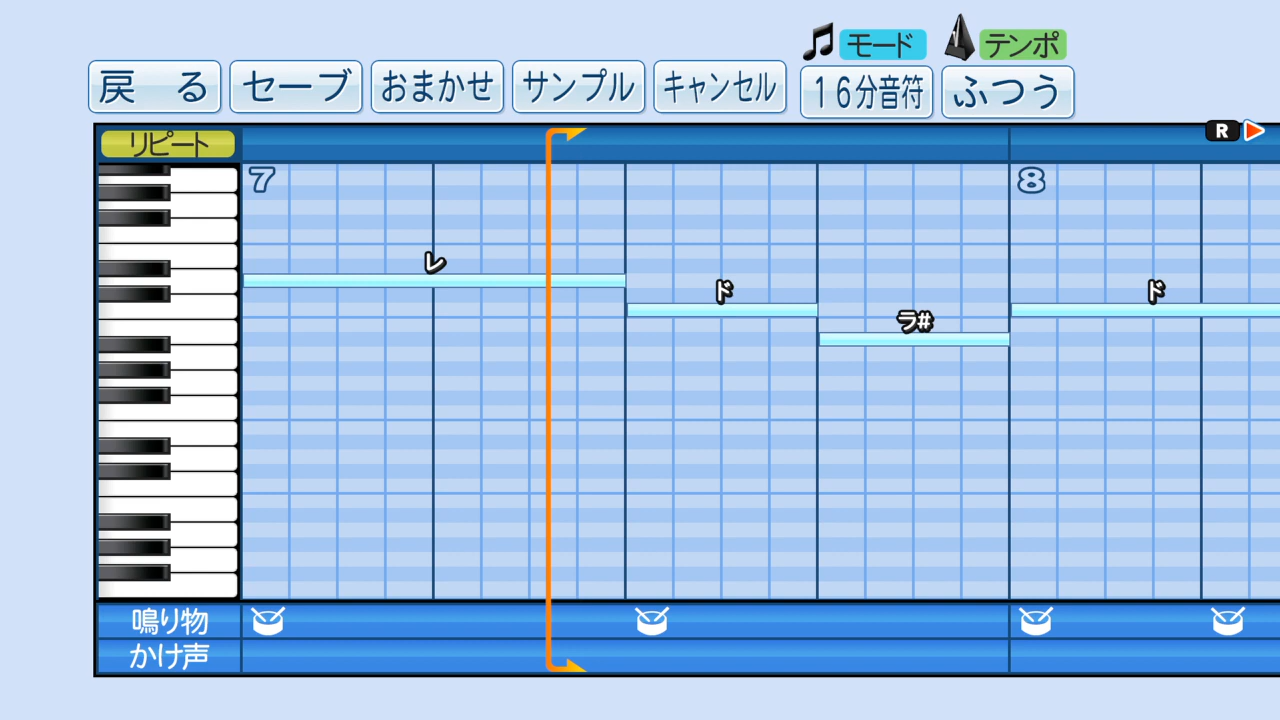 モード テンポ
戻 る セーブ おまかせ サンプル キャンセル 16分音符 ふつう
リピート R
7 8
レ
ド ド
ラ#
鳴り物
かけ声